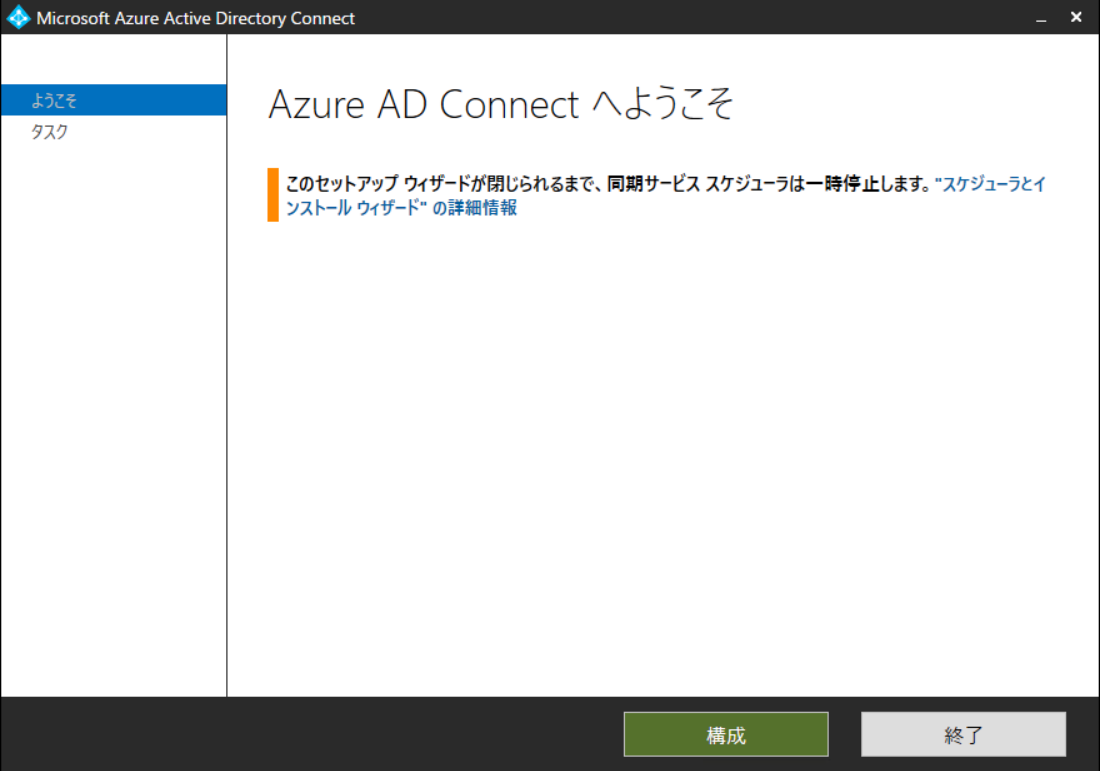 Microsoft Azure Active Directory Connect
ようこそ
タスク
Azure AD Connect へようこそ
このセットアップ ウィザードが閉じられるまで、同期サービス スケジューラは一時停止します。"スケジューラとイ
ンストール ウィザード" の詳細情報
構成
終了